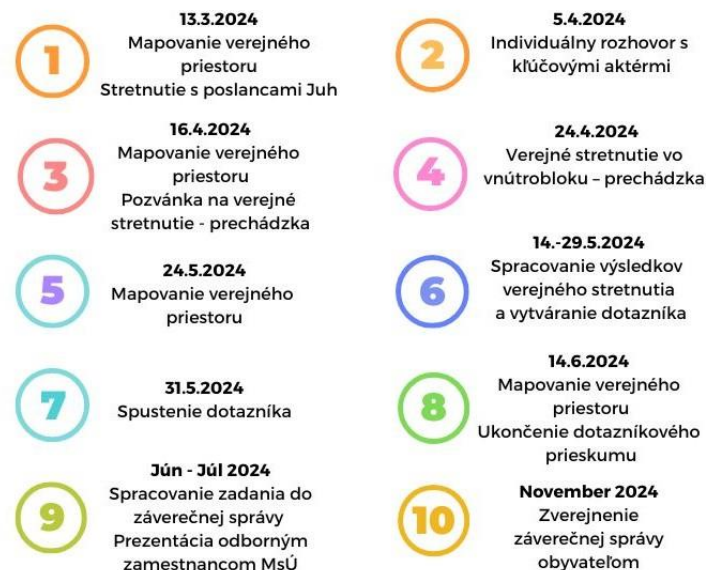 1
13.3.2024
Mapovanie verejného
priestoru
Stretnutie s poslancami Juh
2
5.4.2024
Individuálny rozhovor s
kľúčovými aktérmi
3
16.4.2024
Mapovanie verejného
priestoru
Pozvánka na verejné
stretnutie - prechádzka
4
24.4.2024
Verejné stretnutie vo
vnútrobloku – prechádzka
5
24.5.2024
Mapovanie verejného
priestoru
6
14.-29.5.2024
Spracovanie výsledkov
verejného stretnutia
a vytváranie dotazníka
7
31.5.2024
Spustenie dotazníka
8
14.6.2024
Mapovanie verejného
priestoru
Ukončenie dotazníkového
prieskumu
9
Jún - Júl 2024
Spracovanie zadania do
záverečnej správy
Prezentácia odborným
zamestnancom MsÚ
10
November 2024
Zverejnenie
záverečnej správy
obyvateľom